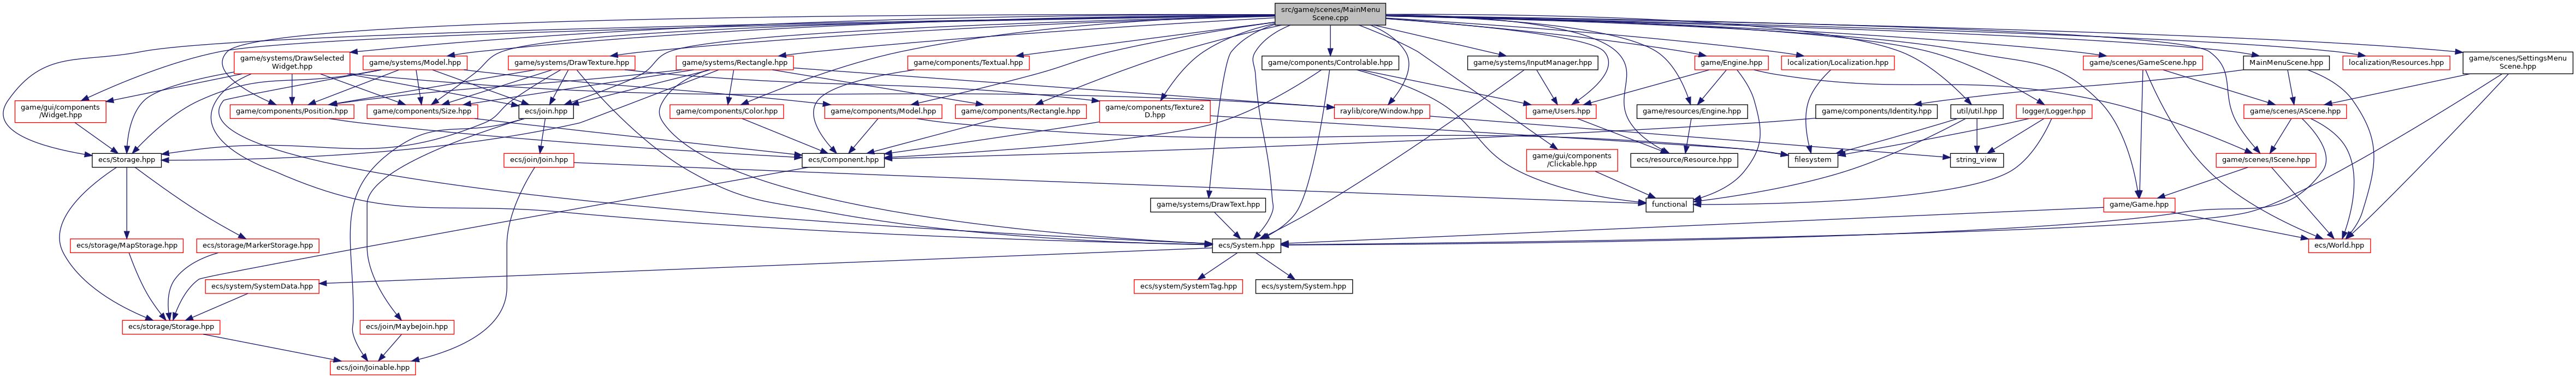 src/game/scenes/MainMenu
Scene.cpp
game/systems/DrawSelected
Widget.hpp
game/systems/Model.hpp
game/systems/DrawTexture.hpp
game/systems/Rectangle.hpp
game/components/Textual.hpp
game/components/Controlable.hpp
game/systems/InputManager.hpp
game/Engine.hpp
localization/Localization.hpp
game/scenes/GameScene.hpp
MainMenuScene.hpp
localization/Resources.hpp
game/scenes/SettingsMenu
Scene.hpp
game/gui/components
/Widget.hpp
game/components/Position.hpp
game/components/Size.hpp
ecs/join.hpp
game/components/Color.hpp
game/components/Model.hpp
game/components/Rectangle.hpp
game/components/Texture2
D.hpp
raylib/core/Window.hpp
game/Users.hpp
game/resources/Engine.hpp
game/components/Identity.hpp
util/util.hpp
logger/Logger.hpp
game/scenes/AScene.hpp
ecs/Storage.hpp
ecs/join/Join.hpp
ecs/Component.hpp
game/gui/components
/Clickable.hpp
ecs/resource/Resource.hpp
filesystem
string_view
game/scenes/IScene.hpp
game/systems/DrawText.hpp
functional
game/Game.hpp
ecs/storage/MapStorage.hpp
ecs/storage/MarkerStorage.hpp
ecs/System.hpp
ecs/World.hpp
ecs/system/SystemData.hpp
ecs/system/SystemTag.hpp
ecs/system/System.hpp
ecs/storage/Storage.hpp
ecs/join/MaybeJoin.hpp
ecs/join/Joinable.hpp